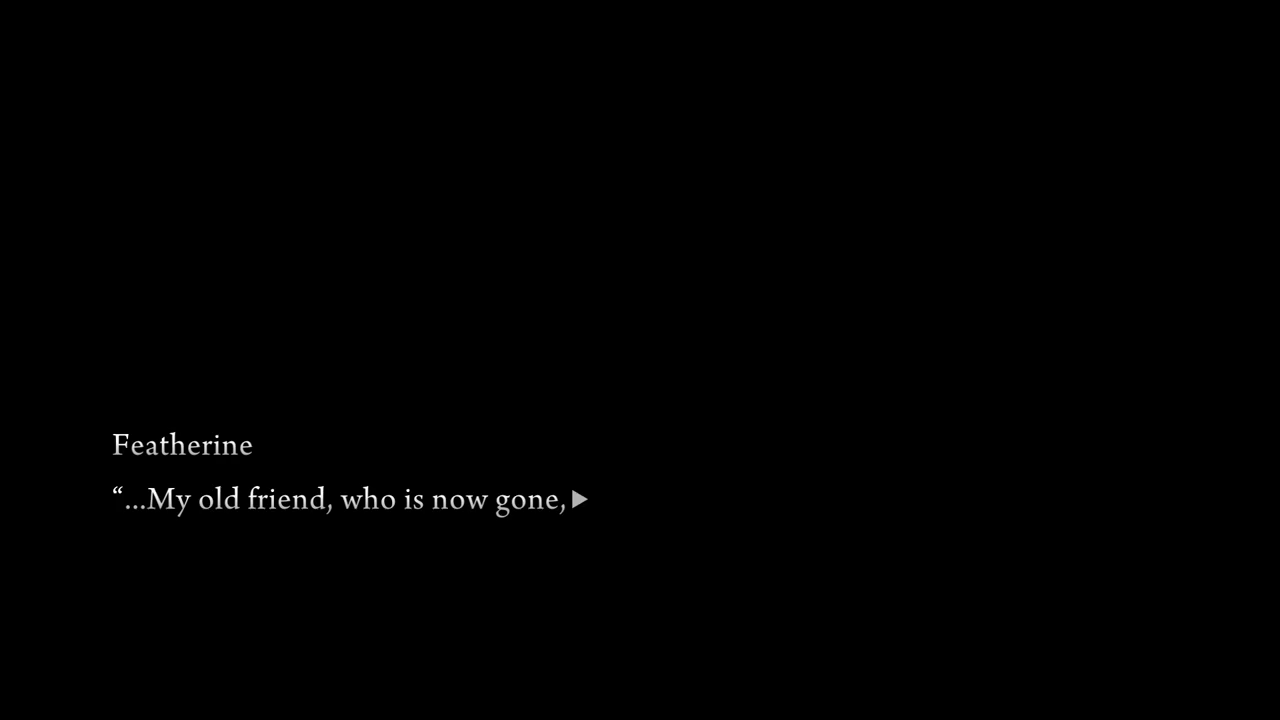 Featherine
“...My old friend, who is now gone,